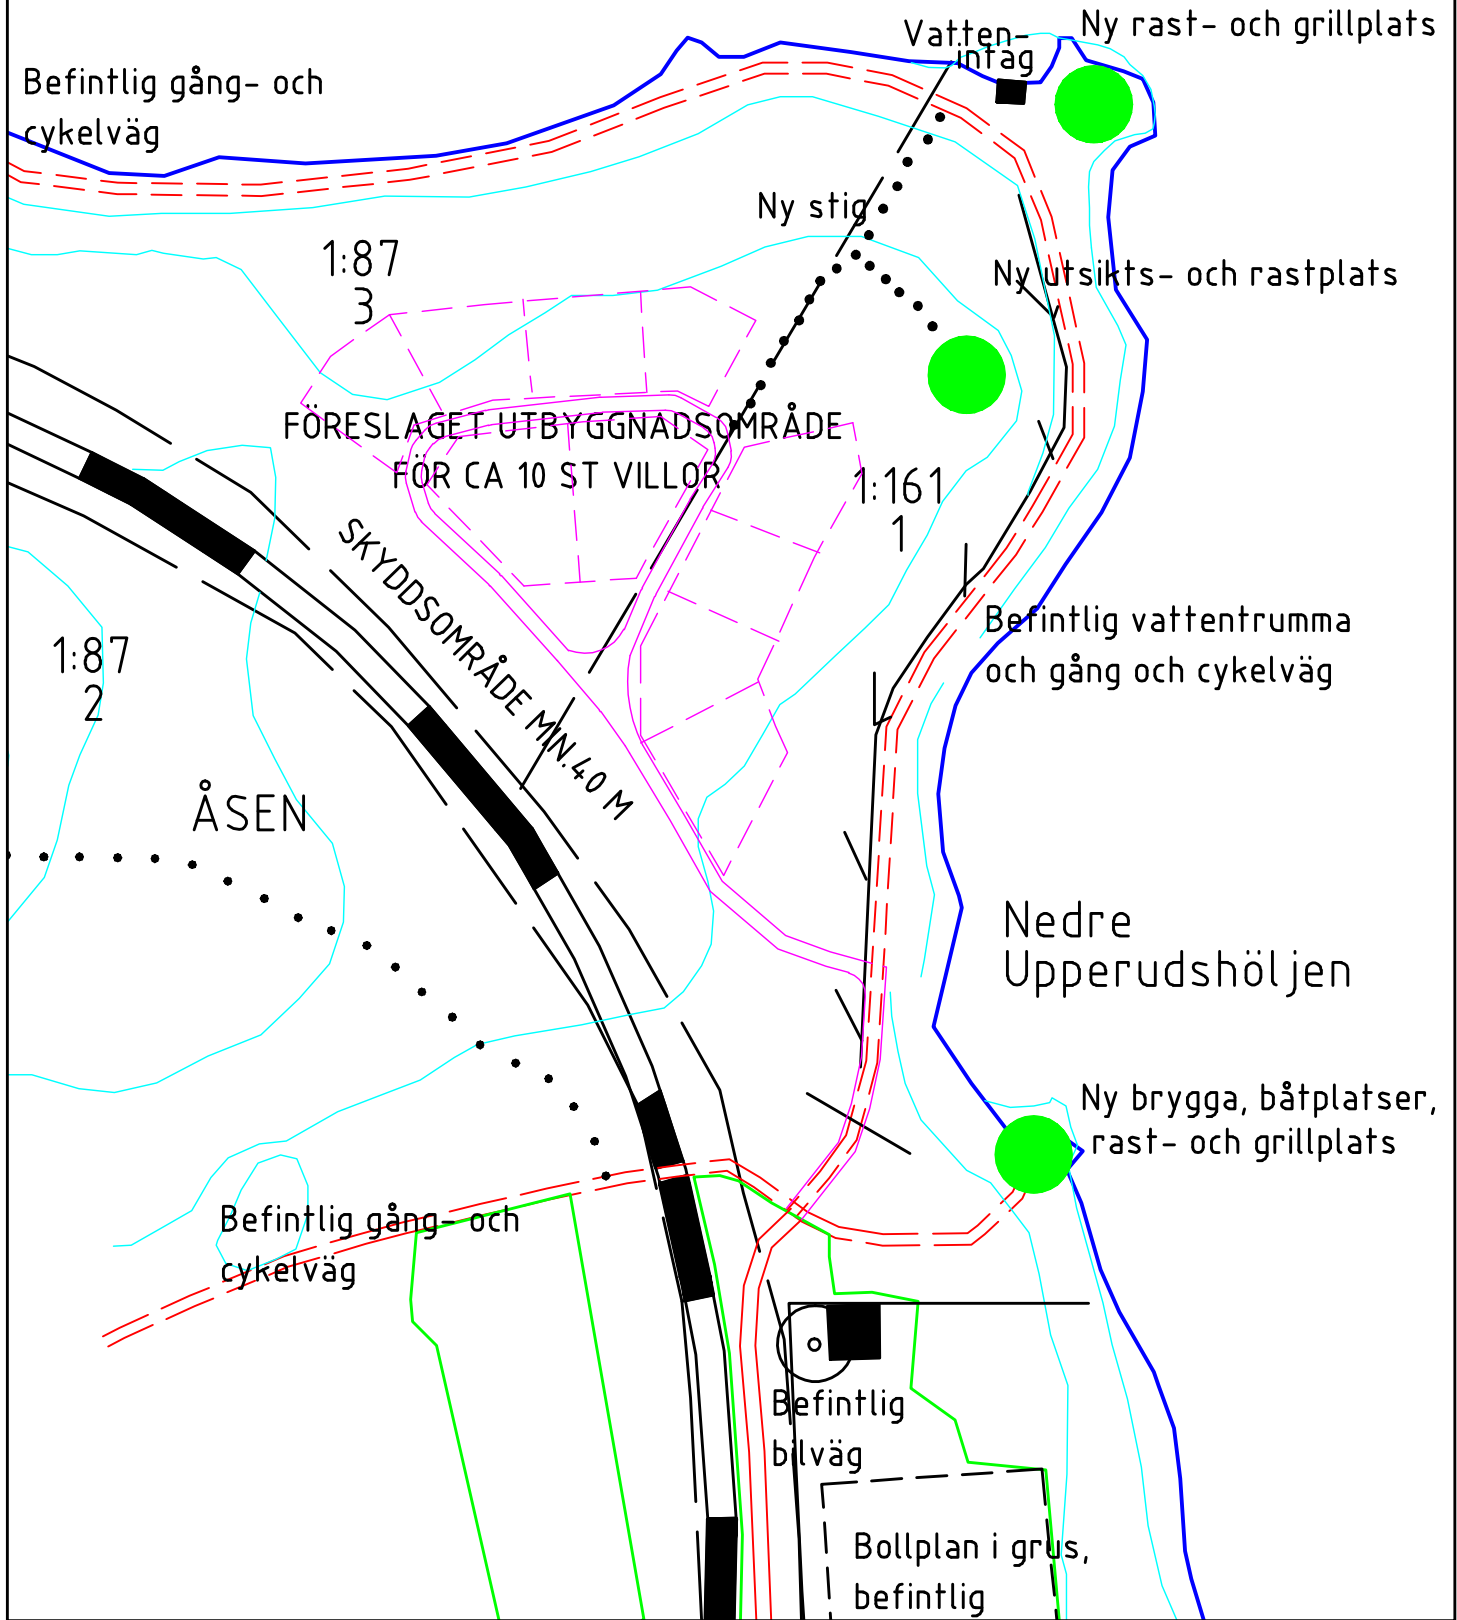 Ny rast- och grillplats
Vatten-
intag
Befintlig gång- och
cykelväg
Ny stig
1:87
3
Ny utsikts- och rastplats
FÖRESLAGET UTBYGGNADSOMRÅDE
FÖR CA 10 ST VILLOR
1:161
1
SKYDDSOMRÅDE MIN.40 M
Befintlig vattentrumma
och gång och cykelväg
1:87
2
ÅSEN
Nedre
Upperudshöljen
Ny brygga, båtplatser,
rast- och grillplats
Befintlig gång- och
cykelväg
Befintlig
bilväg
Bollplan i grus,
befintlig